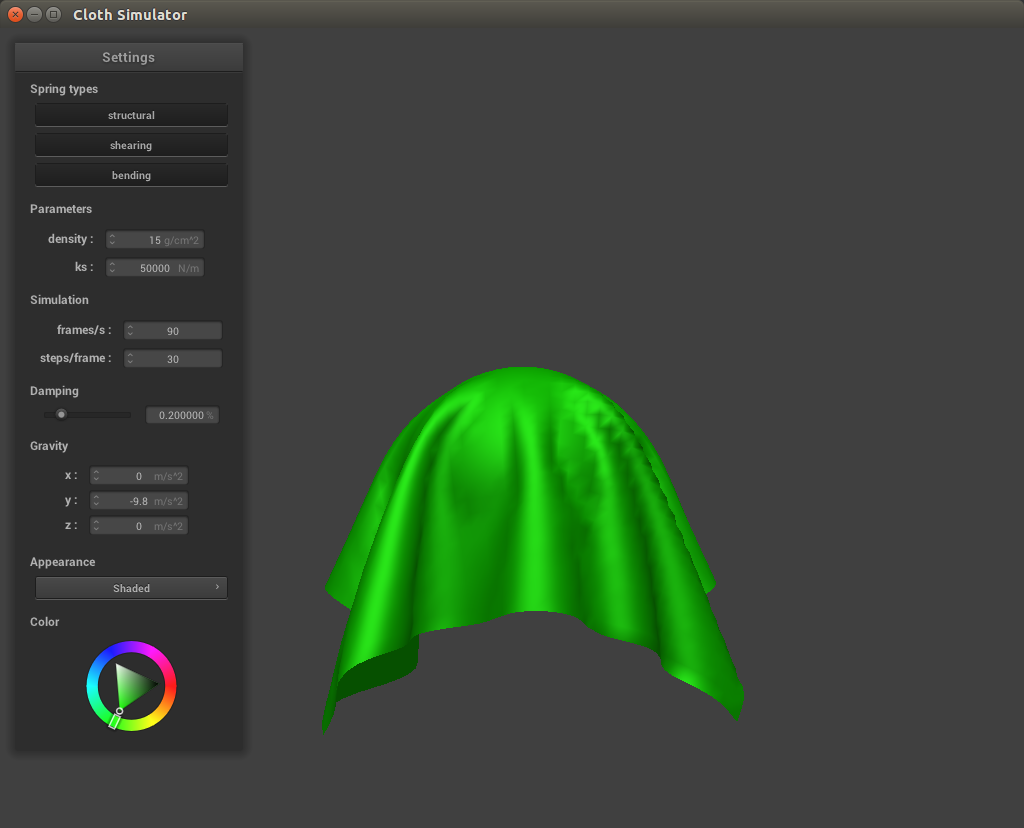 Cloth Simulator
Settings
Spring types
structural
shearing
bending
Parameters
density : 15 g/cm^2
ks : 50000 N/m
Simulation
frames/s : 90
steps/frame : 30
Damping
0.200000 %
Gravity
x : 0 m/s^2
y : -9.8 m/s^2
z : 0 m/s^2
Appearance
Shaded
Color